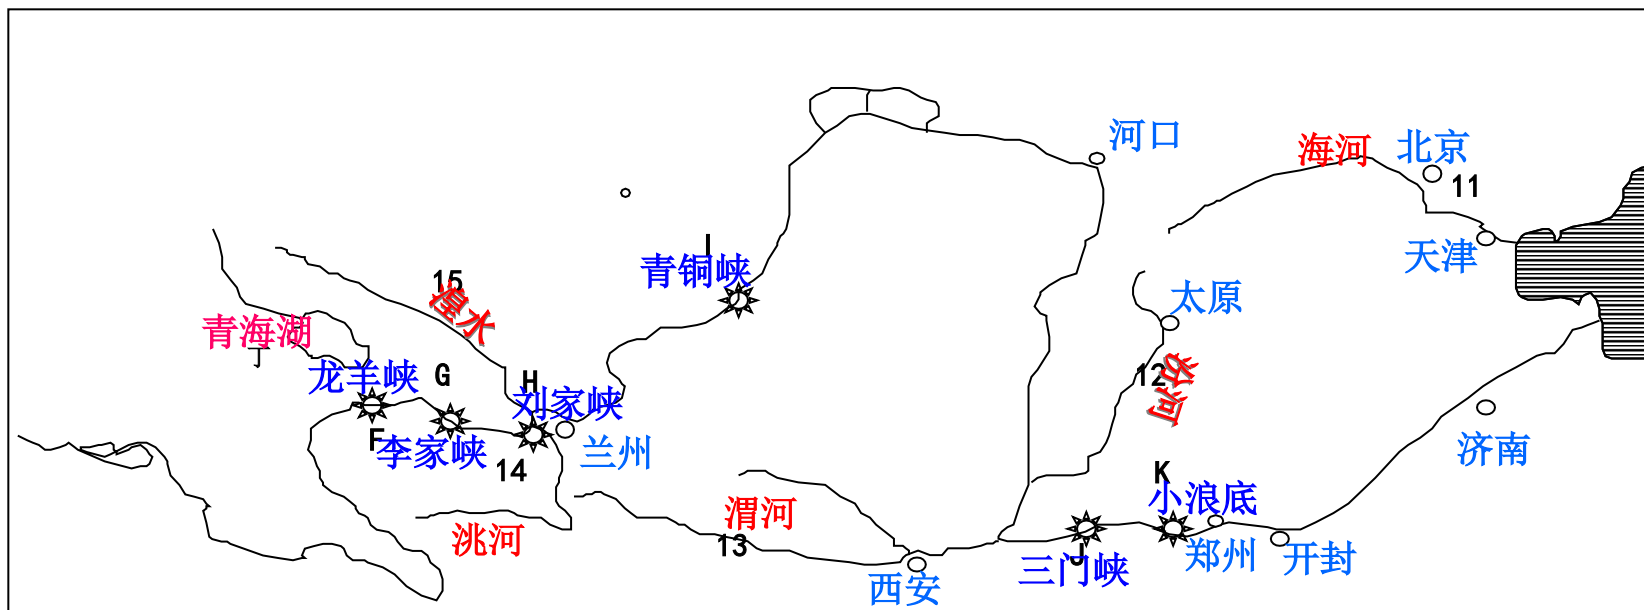 河口
海河
北京
11
I
青铜峡
天津
15
湟水
青海湖
丁
太原
龙羊峡
G
H
刘家峡
12
汾河
F
李家峡
兰州
14
济南
K
小浪底
渭河
13
洮河
J
三门峡
郑州
开封
西安